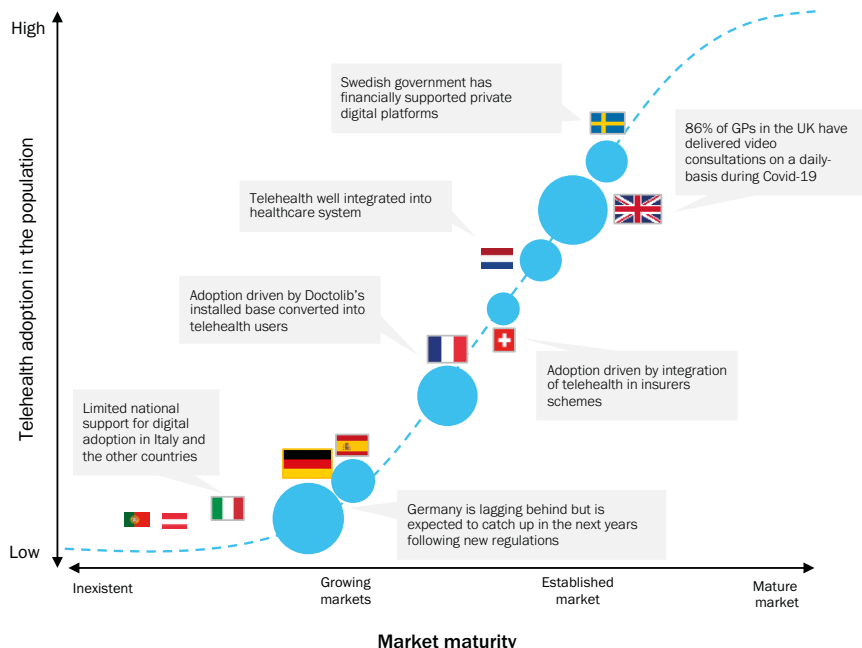 High
Swedish government has
financially supported private
digital platforms
86% of GPs in the UK have
delivered video
consultations on a daily-
basis during Covid-19
Telehealth well integrated into
healthcare system
Adoption driven by Doctolib's
installed base converted into
telehealth users
Adoption driven by integration
of telehealth in insurers
schemes
Limited national
support for digital
adoption in Italy and
the other countries
Germany is lagging behind but is
expected to catch up in the next years
following new regulations
Telehealth adoption in the population
Low
Inexistent
Growing
markets
Established
market
Mature
market
Market maturity